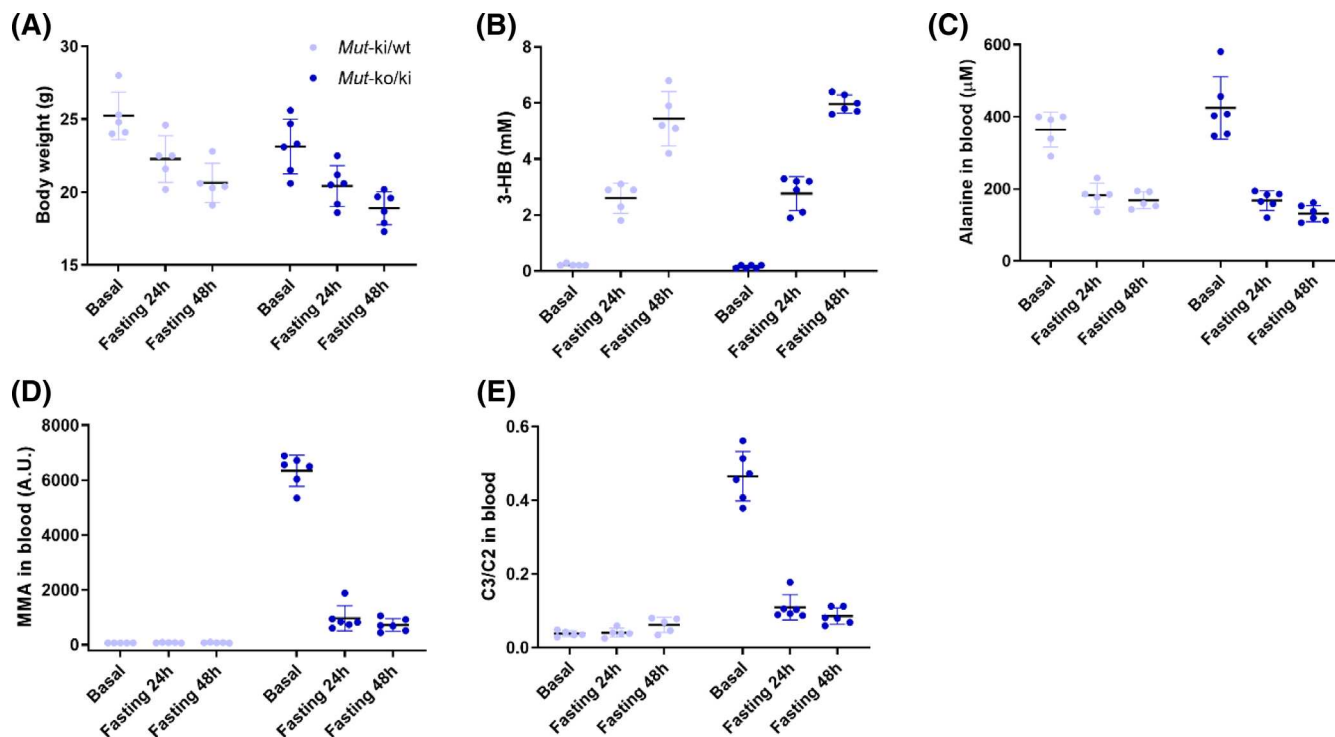 (A)
Body weight (g)
30
25
20
15
Mut-ki/wt
Mut-ko/ki
Basal
Fasting 24h
Fasting 48h
Basal
Fasting 24h
Fasting 48h
(B)
3-HB (mM)
8
6
4
2
0
Basal
Fasting 24h
Fasting 48h
Basal
Fasting 24h
Fasting 48h
(C)
Alanine in blood (µM)
600
400
200
0
Basal
Fasting 24h
Fasting 48h
Basal
Fasting 24h
Fasting 48h
(D)
MMA in blood (A.U.)
8000
6000
4000
2000
0
Basal
Fasting 24h
Fasting 48h
Basal
Fasting 24h
Fasting 48h
(E)
C3/C2 in blood
0.6
0.4
0.2
0.0
Basal
Fasting 24h
Fasting 48h
Basal
Fasting 24h
Fasting 48h